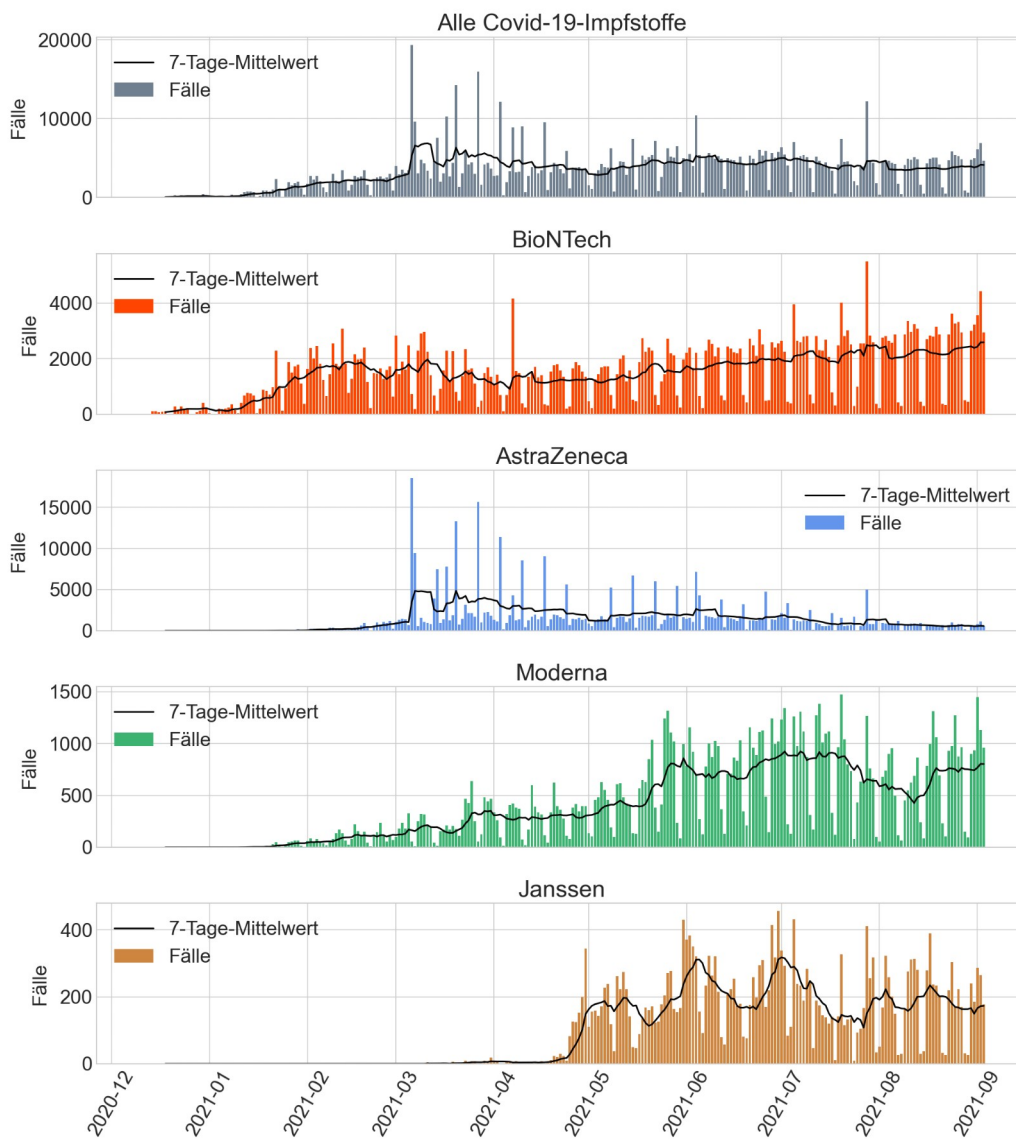 Alle Covid-19-Impfstoffe
20000
10000
0
Fälle
7-Tage-Mittelwert
Fälle
BioNTech
4000
2000
0
Fälle
7-Tage-Mittelwert
Fälle
AstraZeneca
15000
10000
5000
0
Fälle
7-Tage-Mittelwert
Fälle
Moderna
1500
1000
500
0
Fälle
7-Tage-Mittelwert
Fälle
Janssen
400
200
0
Fälle
7-Tage-Mittelwert
Fälle
2020-12
2021-01
2021-02
2021-03
2021-04
2021-05
2021-06
2021-07
2021-08
2021-09